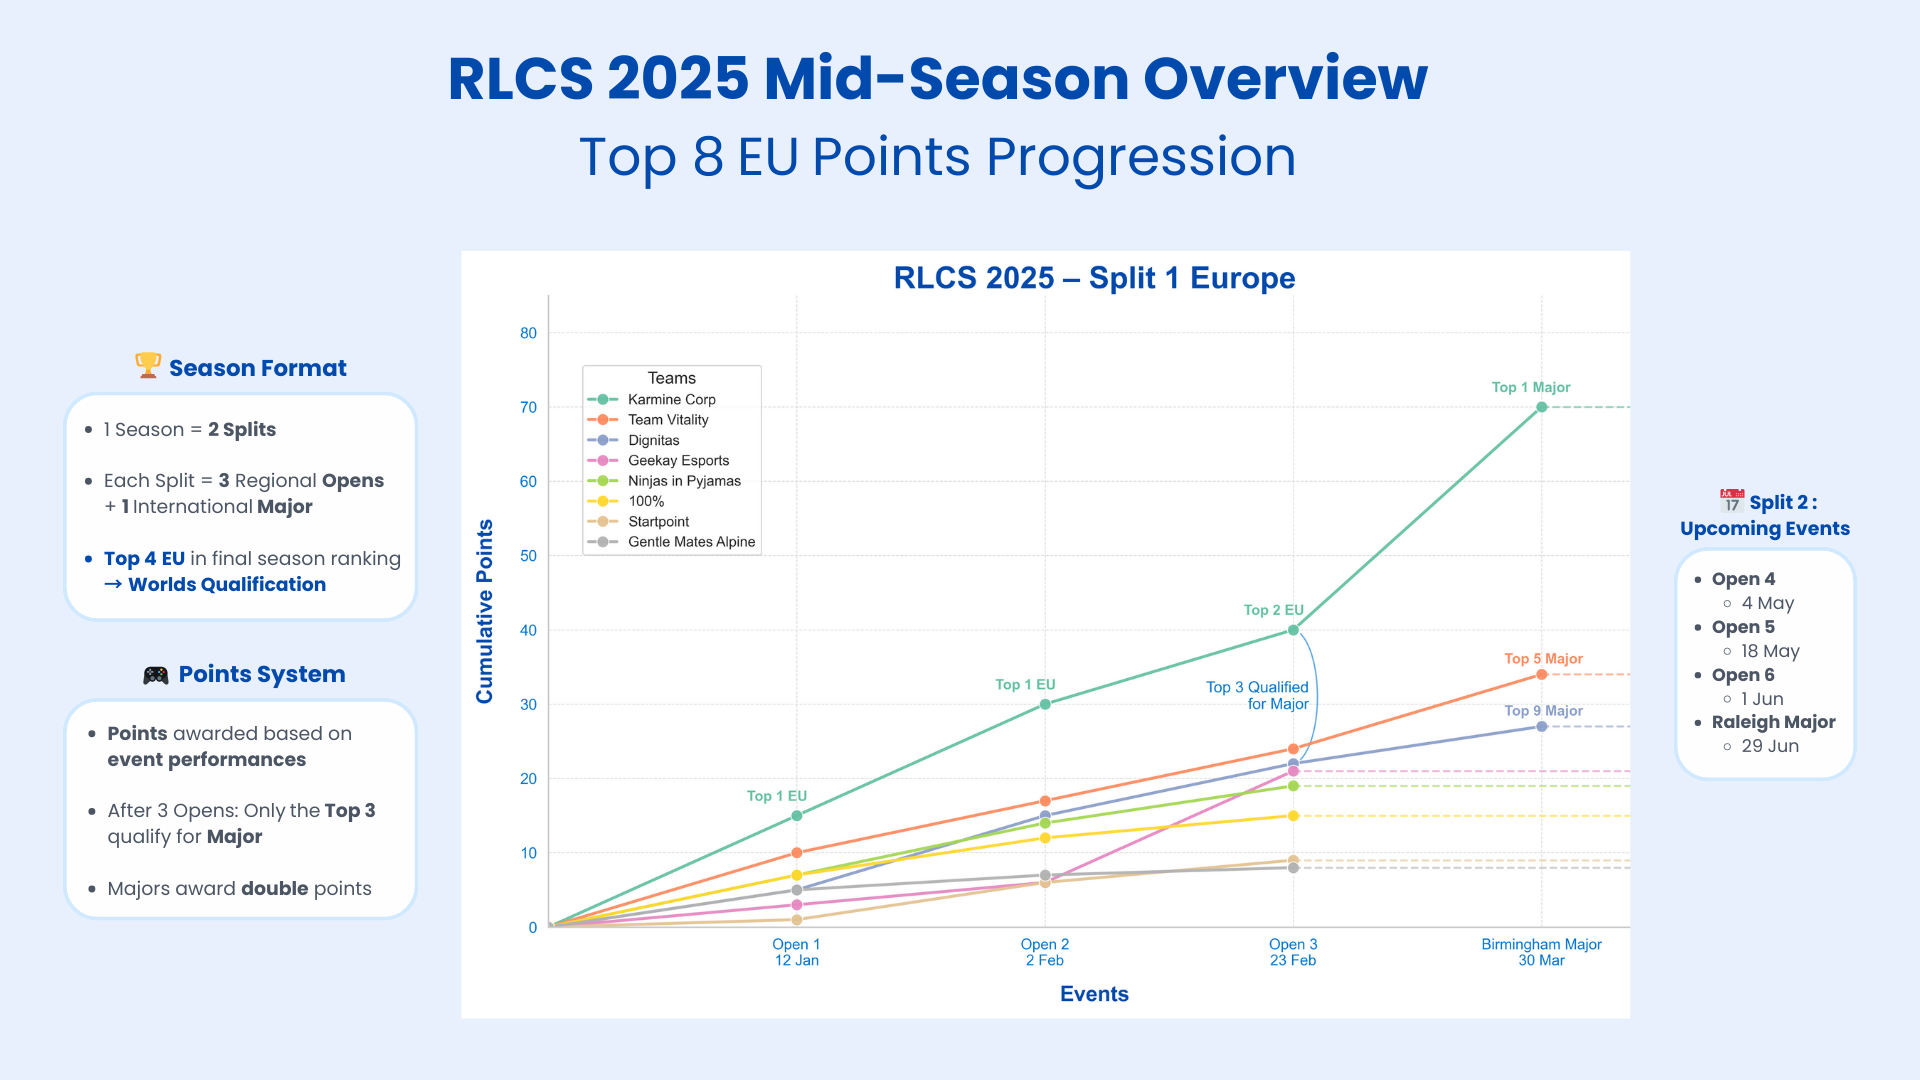 RLCS 2025 Mid-Season Overview
Top 8 EU Points Progression
🏆 Season Format
• 1 Season = 2 Splits
• Each Split = 3 Regional Opens
+ 1 International Major
• Top 4 EU in final season ranking
→ Worlds Qualification
🎮 Points System
• Points awarded based on
event performances
• After 3 Opens: Only the Top 3
qualify for Major
• Majors award double points
RLCS 2025 – Split 1 Europe
Cumulative Points
80
70
60
50
40
30
20
10
0
Teams
Karmine Corp
Team Vitality
Dignitas
Geekay Esports
Ninjas in Pyjamas
100%
Startpoint
Gentle Mates Alpine
Top 1 EU
Top 1 EU
Top 2 EU
Top 1 Major
Top 3 Qualified
for Major
Top 5 Major
Top 9 Major
Open 1
12 Jan
Open 2
2 Feb
Open 3
23 Feb
Birmingham Major
30 Mar
Events
📅 Split 2 :
Upcoming Events
• Open 4
◦ 4 May
• Open 5
◦ 18 May
• Open 6
◦ 1 Jun
• Raleigh Major
◦ 29 Jun